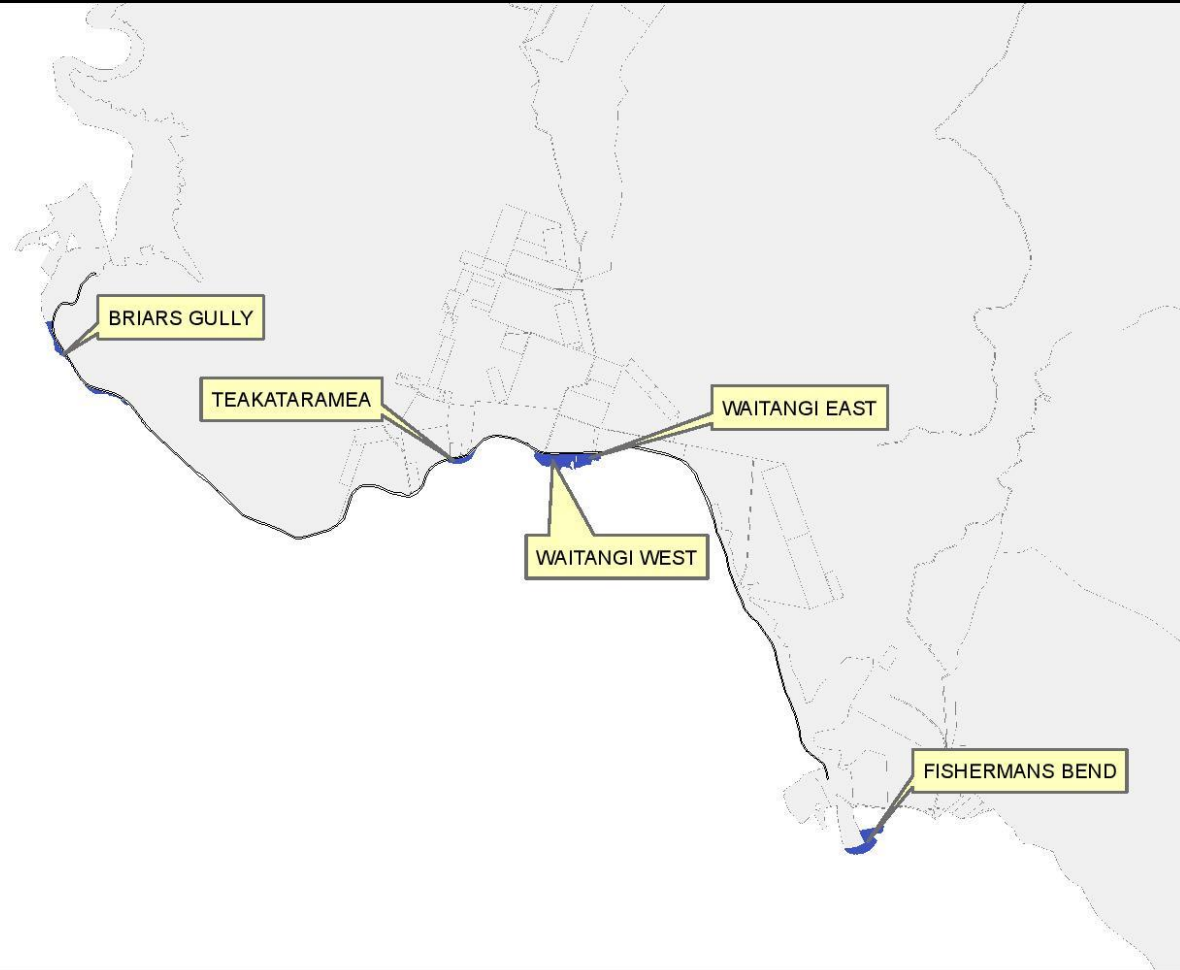 BRIARS GULLY
TEAKATARAMEA
WAITANGI EAST
WAITANGI WEST
FISHERMANS BEND